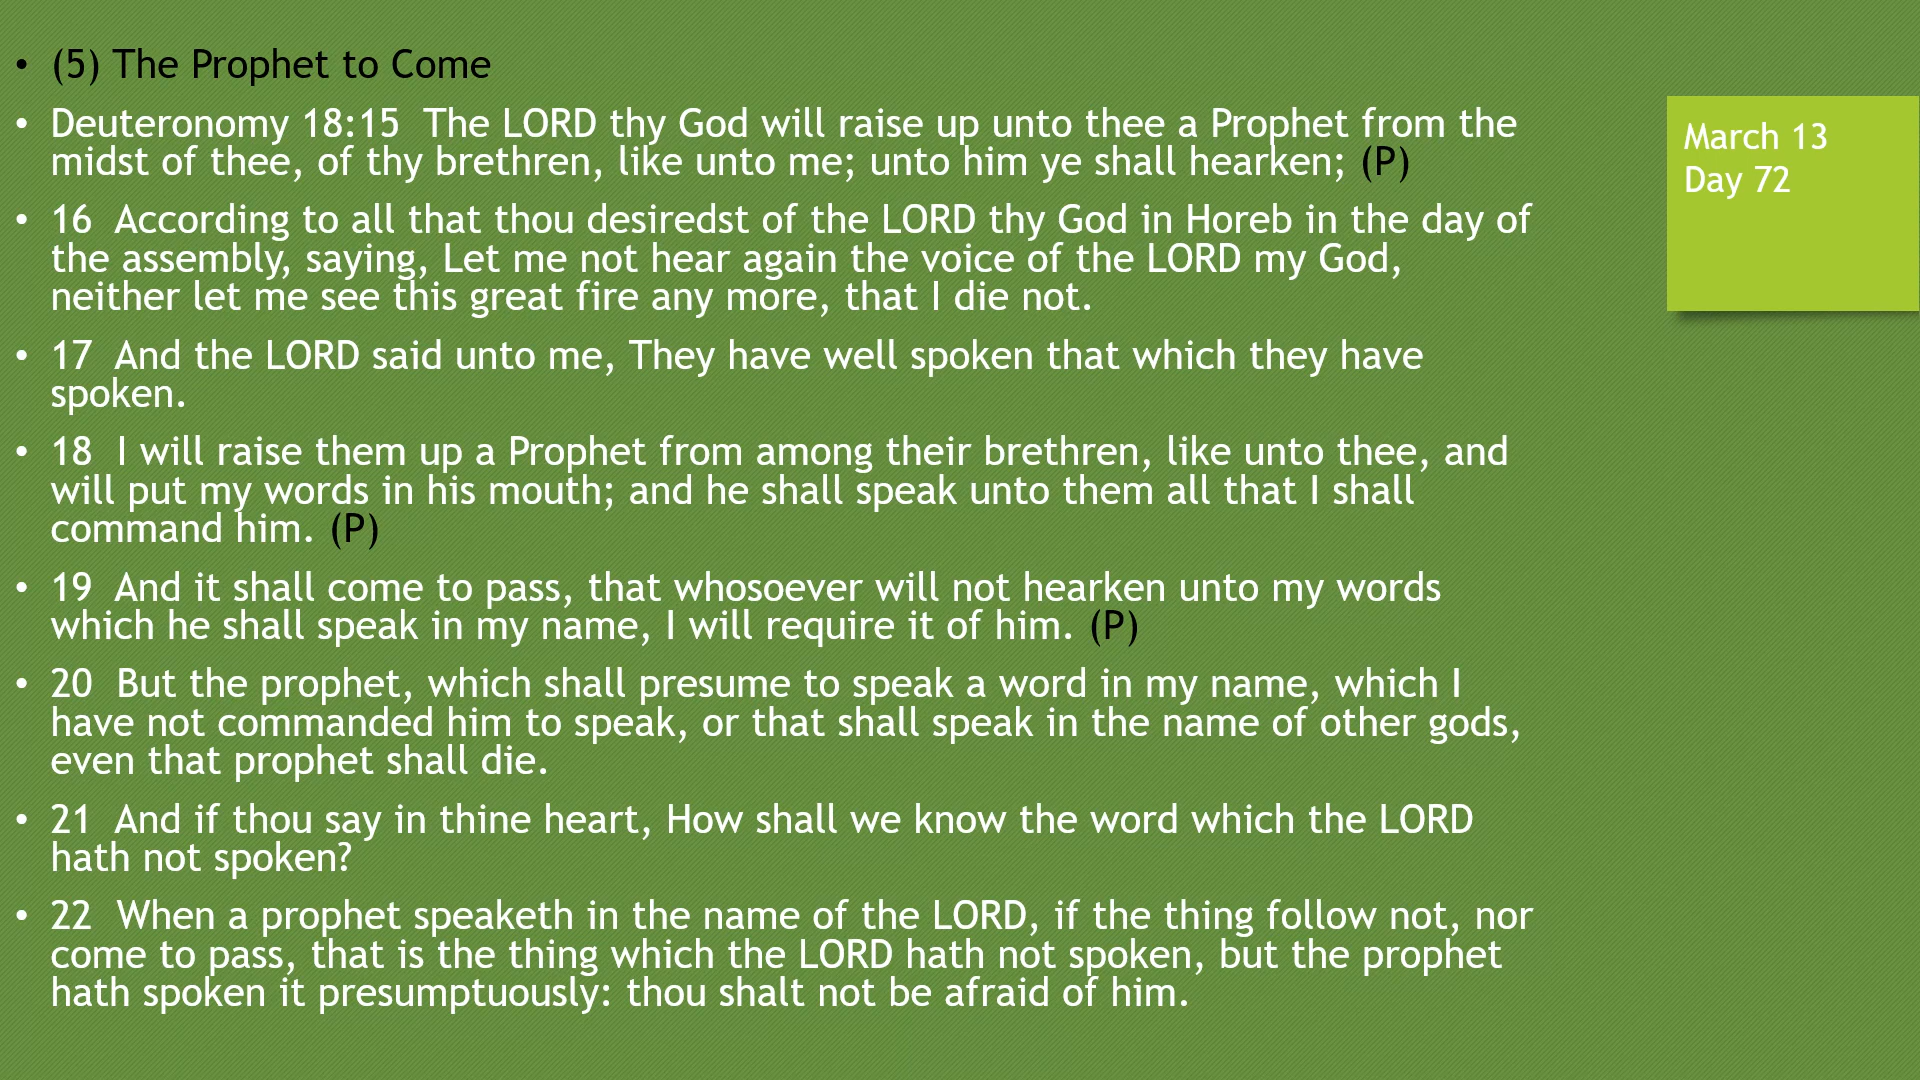 • (5) The Prophet to Come
• Deuteronomy 18:15  The LORD thy God will raise up unto thee a Prophet from the
midst of thee, of thy brethren, like unto me; unto him ye shall hearken; (P)
• 16  According to all that thou desiredst of the LORD thy God in Horeb in the day of
the assembly, saying, Let me not hear again the voice of the LORD my God,
neither let me see this great fire any more, that I die not.
• 17  And the LORD said unto me, They have well spoken that which they have
spoken.
• 18  I will raise them up a Prophet from among their brethren, like unto thee, and
will put my words in his mouth; and he shall speak unto them all that I shall
command him. (P)
• 19  And it shall come to pass, that whosoever will not hearken unto my words
which he shall speak in my name, I will require it of him. (P)
• 20  But the prophet, which shall presume to speak a word in my name, which I
have not commanded him to speak, or that shall speak in the name of other gods,
even that prophet shall die.
• 21  And if thou say in thine heart, How shall we know the word which the LORD
hath not spoken?
• 22  When a prophet speaketh in the name of the LORD, if the thing follow not, nor
come to pass, that is the thing which the LORD hath not spoken, but the prophet
hath spoken it presumptuously: thou shalt not be afraid of him.
March 13
Day 72